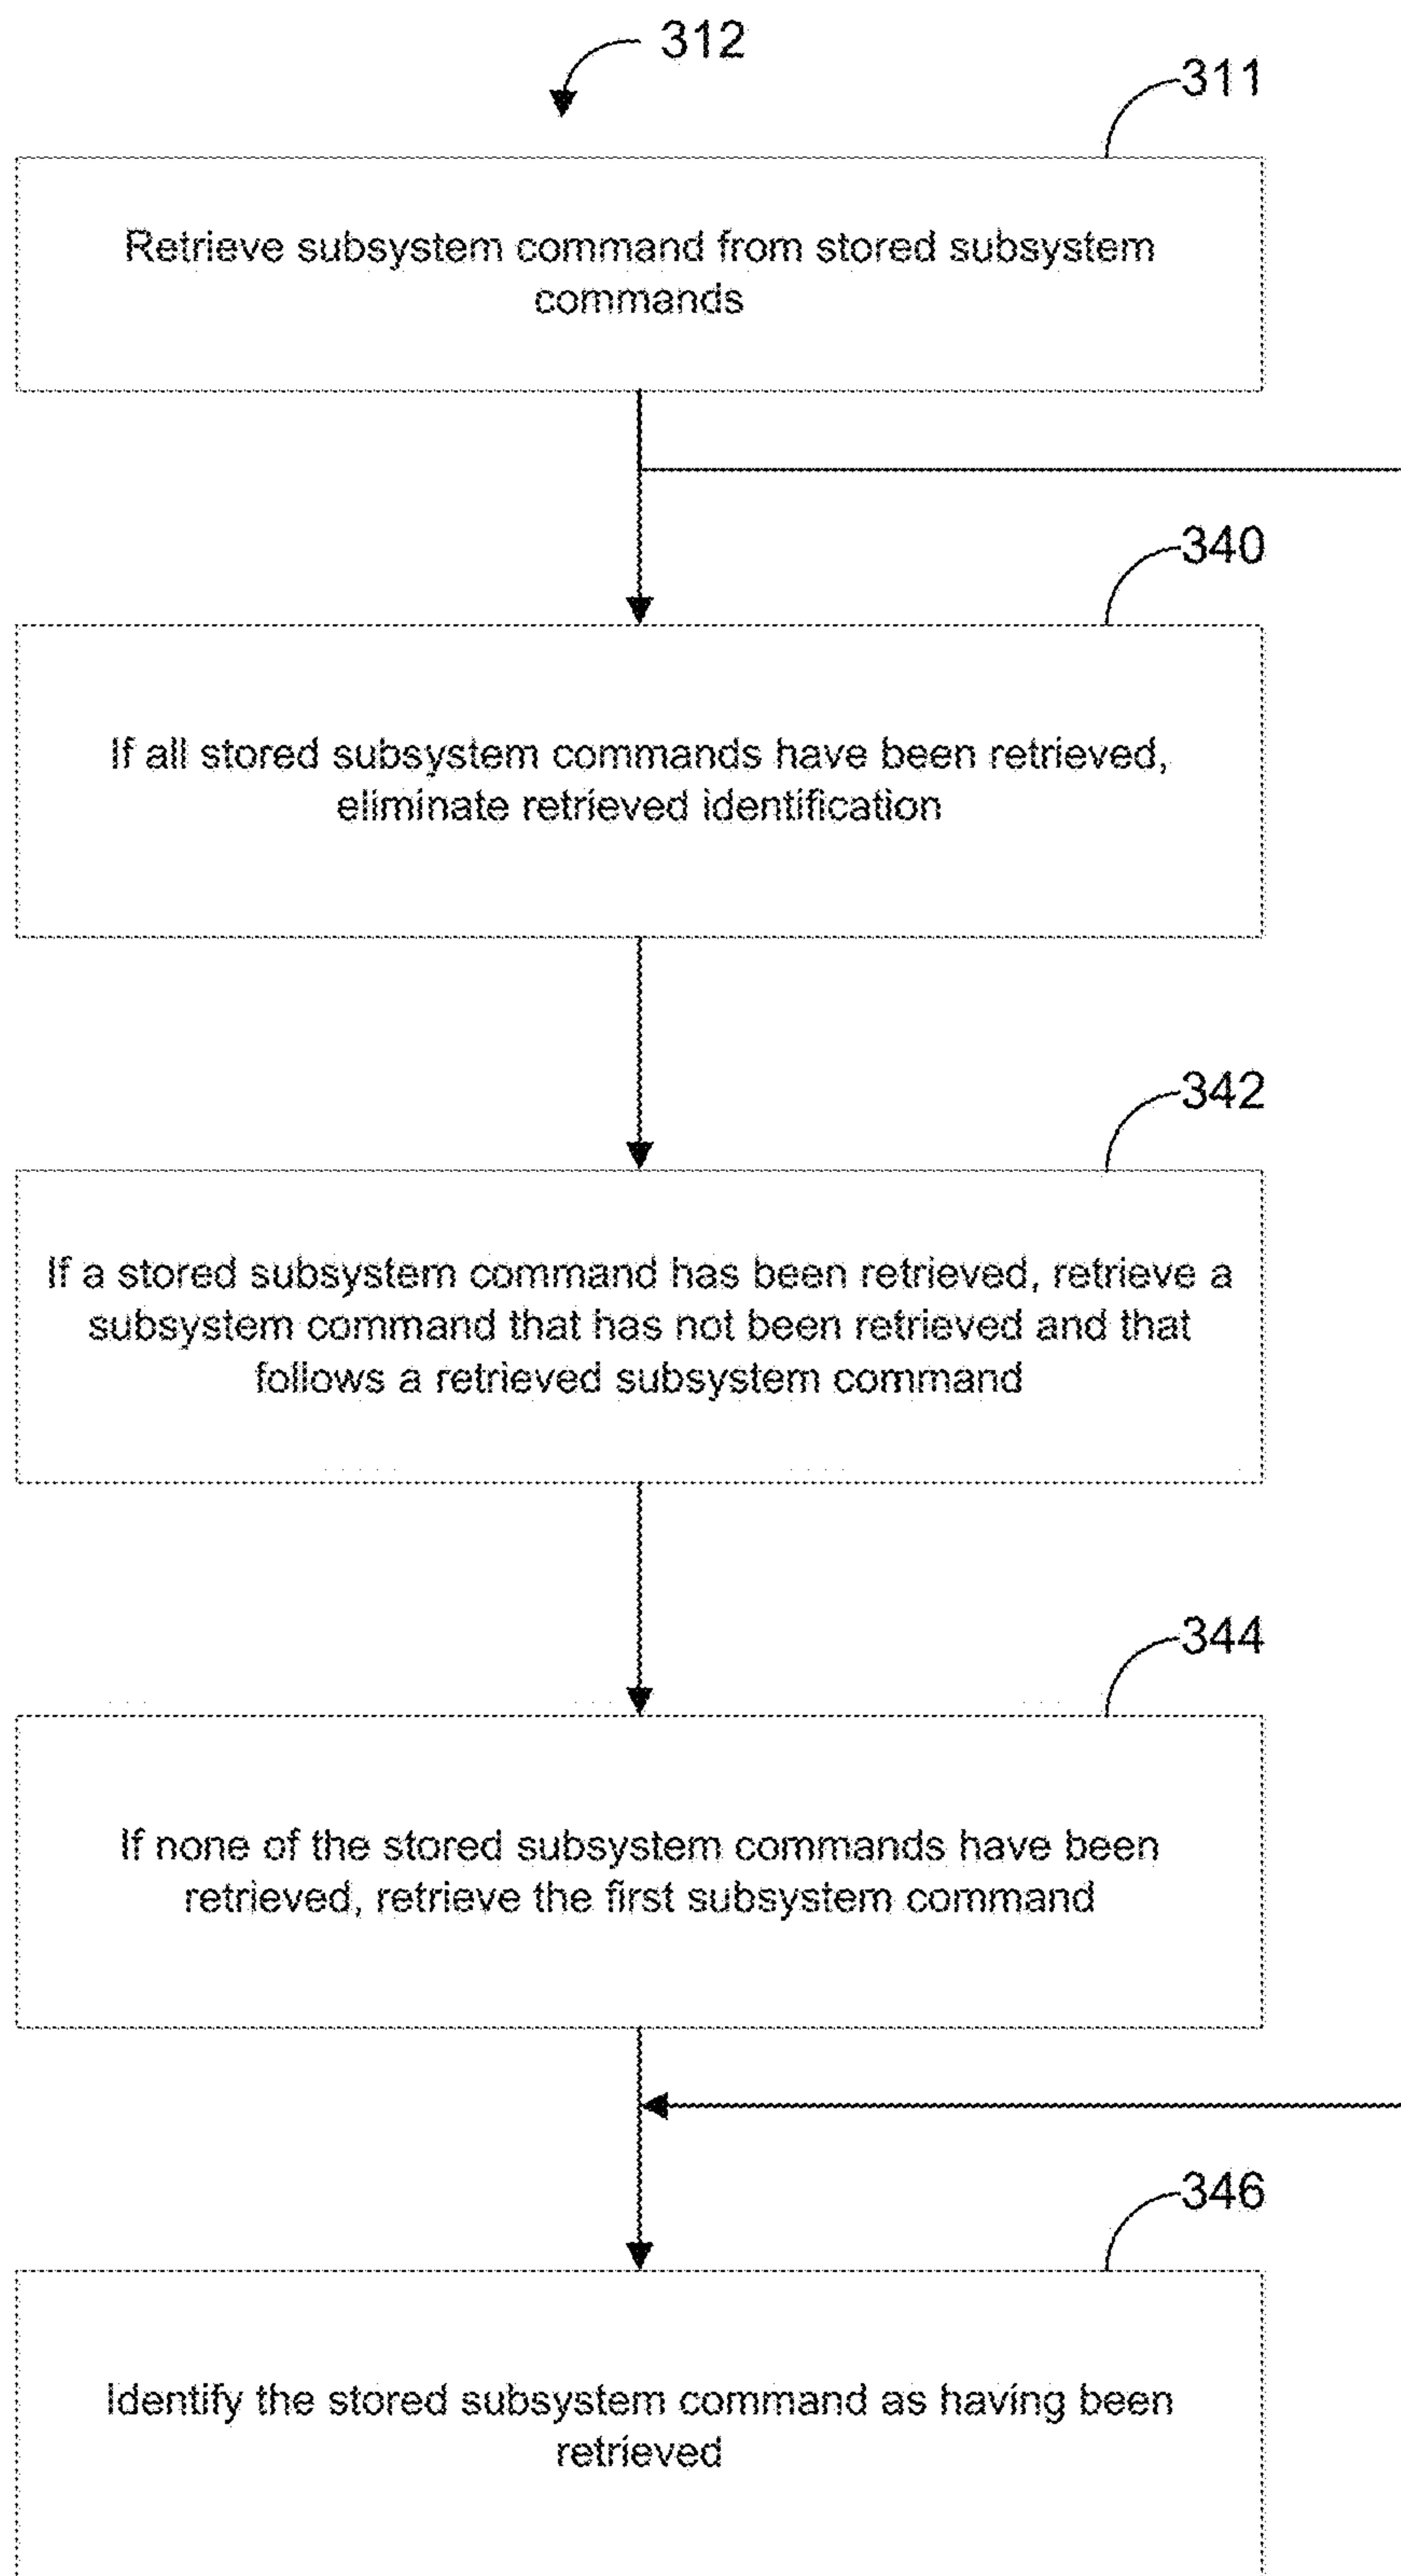 312
311
Retrieve subsystem command from stored subsystem
commands
340
If all stored subsystem commands have been retrieved,
eliminate retrieved identification
342
If a stored subsystem command has been retrieved, retrieve a
subsystem command that has not been retrieved and that
follows a retrieved subsystem command
344
If none of the stored subsystem commands have been
retrieved, retrieve the first subsystem command
346
Identify the stored subsystem command as having been
retrieved